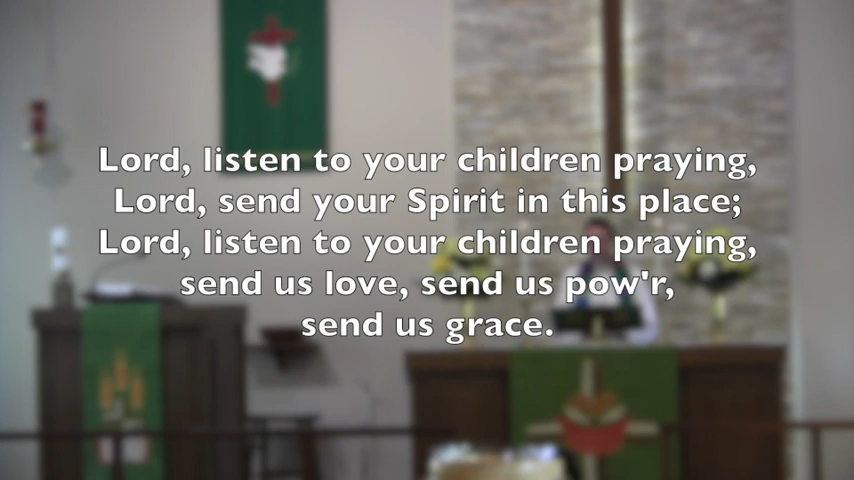 Lord, listen to your children praying,
Lord, send your Spirit in this place;
Lord, listen to your children praying,
send us love, send us pow'r,
send us grace.